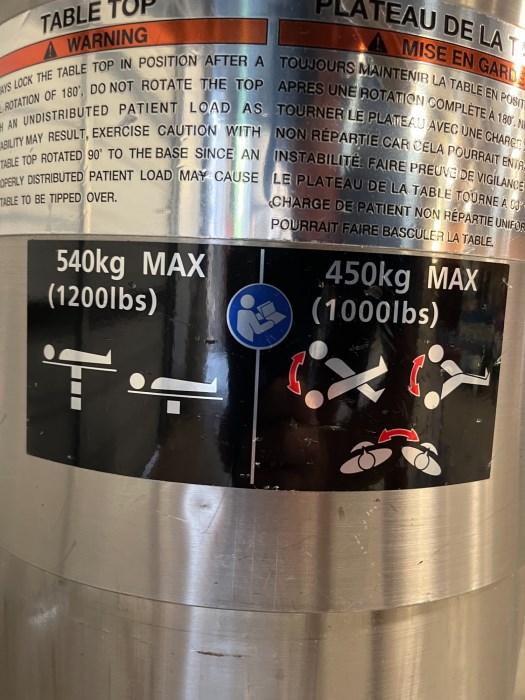 TABLE TOP
WARNING
LOCK THE TABLE TOP IN POSITION AFTER A
ROTATION OF 180°, DO NOT ROTATE THE TOP
AN UNDISTRIBUTED PATIENT LOAD AS
MAY RESULT, EXERCISE CAUTION WITH
TABLE TOP ROTATED 90° TO THE BASE SINCE AN
DISTRIBUTED PATIENT LOAD MAY CAUSE
TABLE TO BE TIPPED OVER.
PLATEAU DE LA T
MISE EN GARD
TOUJOURS MAINTENIR LA TABLE EN POSI
APRES UNE ROTATION COMPLÈTE A 180°,
TOURNER LE PLATEAU AVEC UNE CHARGE
NON RÉPARTIE CAR CELA POURRAIT ENTR
INSTABILITÉ. FAIRE PREUVE DE VIGILANC
LE PLATEAU DE LA TABLE TOURNE A
CHARGE DE PATIENT NON RÉPARTIE UNIFOR
POURRAIT FAIRE BASCULER LA TABLE.
540kg MAX
(1200lbs)
450kg MAX
(1000lbs)